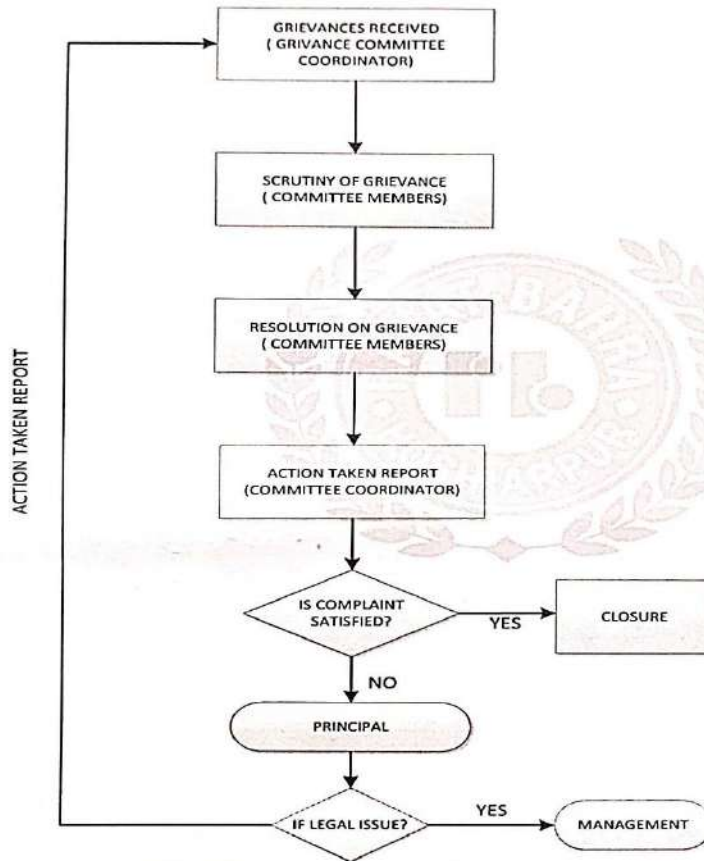 GRIEVANCES RECEIVED
( GRIVANCE COMMITTEE
COORDINATOR)
SCRUTINY OF GRIEVANCE
( COMMITTEE MEMBERS)
RESOLUTION ON GRIEVANCE
( COMMITTEE MEMBERS)
ACTION TAKEN REPORT
ACTION TAKEN REPORT
(COMMITTEE COORDINATOR)
IS COMPLAINT
SATISFIED?
YES
CLOSURE
NO
PRINCIPAL
IF LEGAL ISSUE?
YES
MANAGEMENT